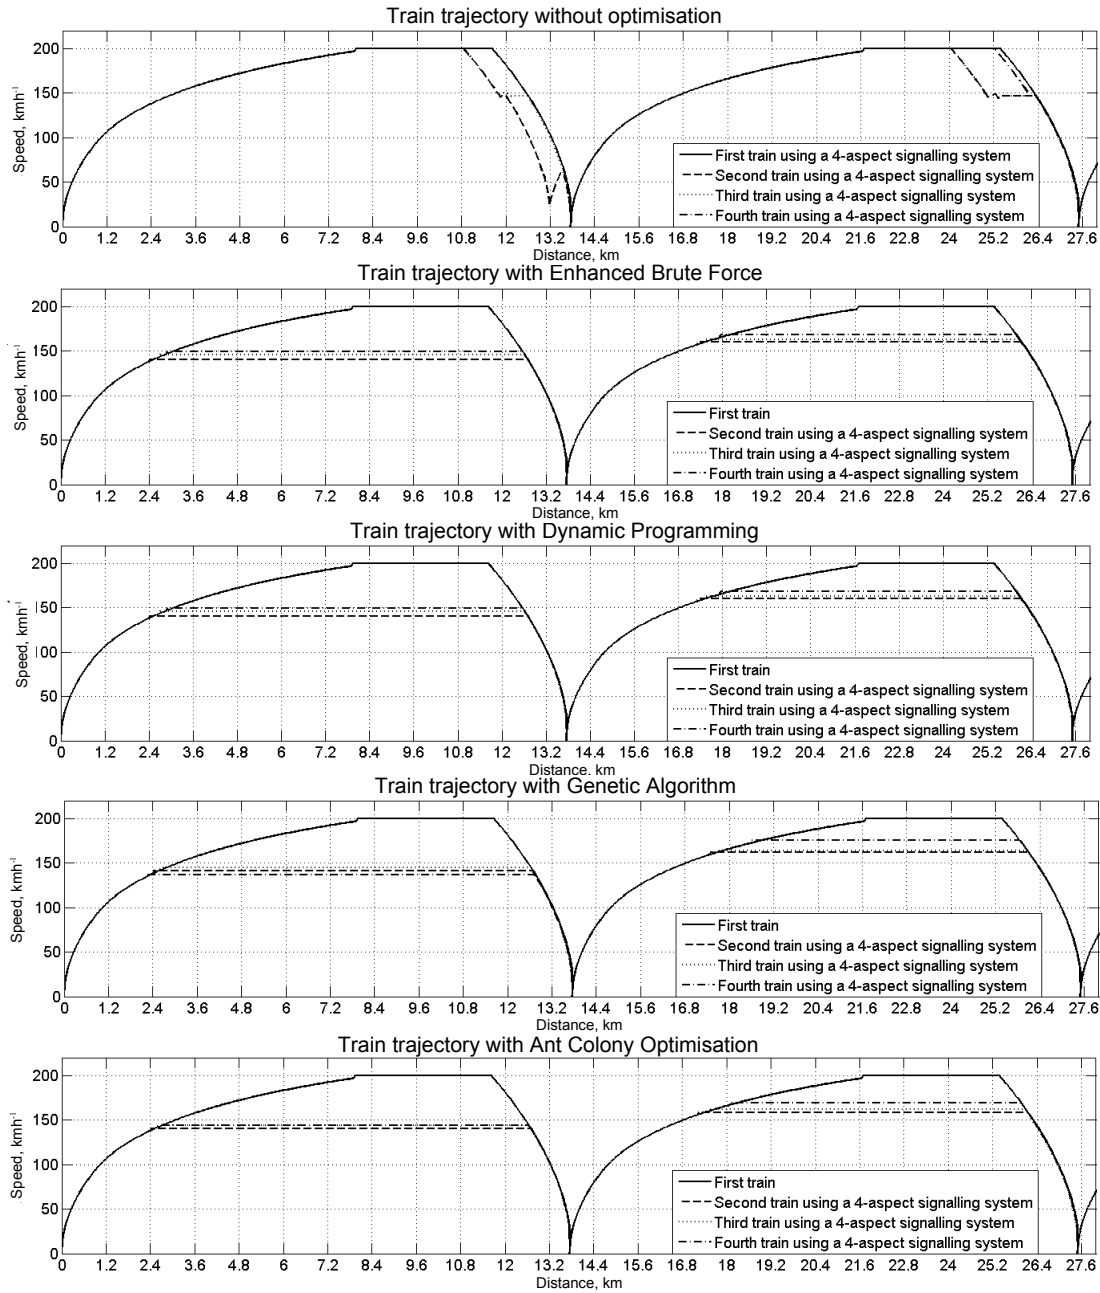 Train trajectory without optimisation
Speed, kmh-1
200
150
100
50
0
First train using a 4-aspect signalling system
Second train using a 4-aspect signalling system
Third train using a 4-aspect signalling system
Fourth train using a 4-aspect signalling system
0 1.2 2.4 3.6 4.8 6 7.2 8.4 9.6 10.8 12 13.2 14.4 15.6 16.8 18 19.2 20.4 21.6 22.8 24 25.2 26.4 27.6
Distance, km
Train trajectory with Enhanced Brute Force
Speed, kmh-1
200
150
100
50
0
First train
Second train using a 4-aspect signalling system
Third train using a 4-aspect signalling system
Fourth train using a 4-aspect signalling system
0 1.2 2.4 3.6 4.8 6 7.2 8.4 9.6 10.8 12 13.2 14.4 15.6 16.8 18 19.2 20.4 21.6 22.8 24 25.2 26.4 27.6
Distance, km
Train trajectory with Dynamic Programming
Speed, kmh-1
200
150
100
50
0
First train
Second train using a 4-aspect signalling system
Third train using a 4-aspect signalling system
Fourth train using a 4-aspect signalling system
0 1.2 2.4 3.6 4.8 6 7.2 8.4 9.6 10.8 12 13.2 14.4 15.6 16.8 18 19.2 20.4 21.6 22.8 24 25.2 26.4 27.6
Distance, km
Train trajectory with Genetic Algorithm
Speed, kmh-1
200
150
100
50
0
First train
Second train using a 4-aspect signalling system
Third train using a 4-aspect signalling system
Fourth train using a 4-aspect signalling system
0 1.2 2.4 3.6 4.8 6 7.2 8.4 9.6 10.8 12 13.2 14.4 15.6 16.8 18 19.2 20.4 21.6 22.8 24 25.2 26.4 27.6
Distance, km
Train trajectory with Ant Colony Optimisation
Speed, kmh-1
200
150
100
50
0
First train
Second train using a 4-aspect signalling system
Third train using a 4-aspect signalling system
Fourth train using a 4-aspect signalling system
0 1.2 2.4 3.6 4.8 6 7.2 8.4 9.6 10.8 12 13.2 14.4 15.6 16.8 18 19.2 20.4 21.6 22.8 24 25.2 26.4 27.6
Distance, km